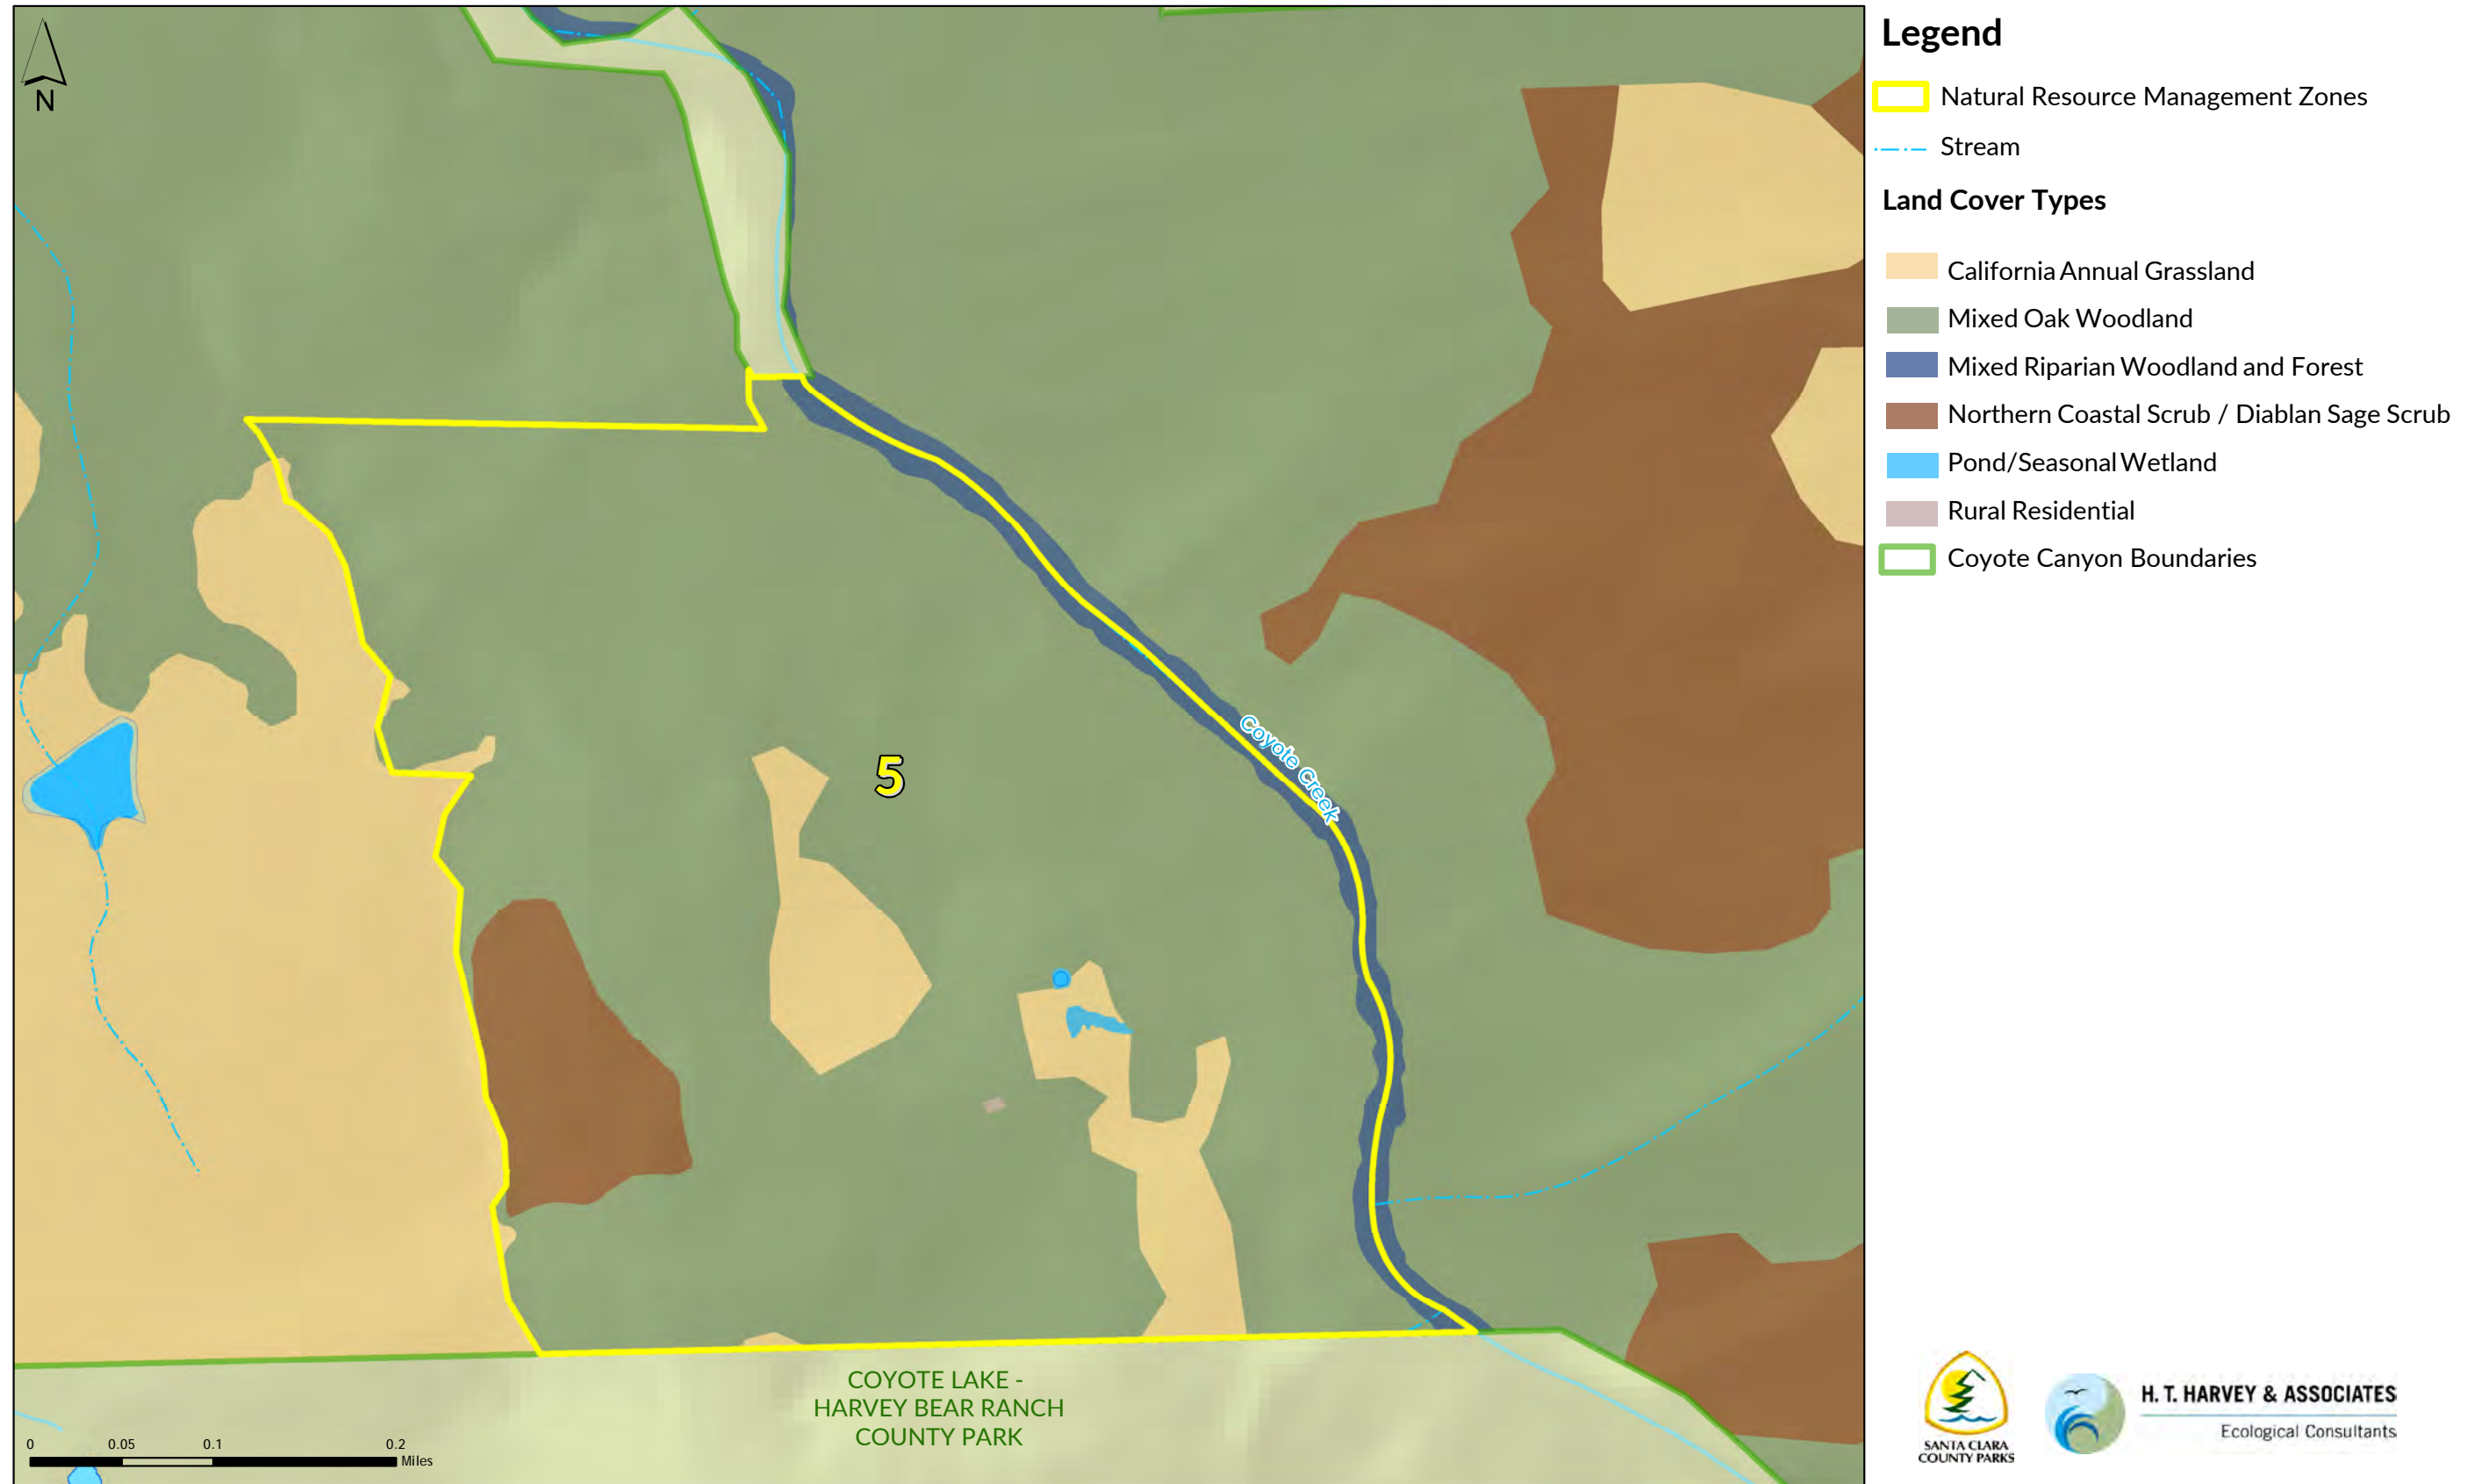 N
5
Coyote Creek
COYOTE LAKE -
HARVEY BEAR RANCH
COUNTY PARK
0 0.05 0.1 0.2
Miles
Legend
Natural Resource Management Zones
Stream
Land Cover Types
California Annual Grassland
Mixed Oak Woodland
Mixed Riparian Woodland and Forest
Northern Coastal Scrub / Diablan Sage Scrub
Pond/Seasonal Wetland
Rural Residential
Coyote Canyon Boundaries
SANTA CLARA
COUNTY PARKS
H. T. HARVEY & ASSOCIATES
Ecological Consultants